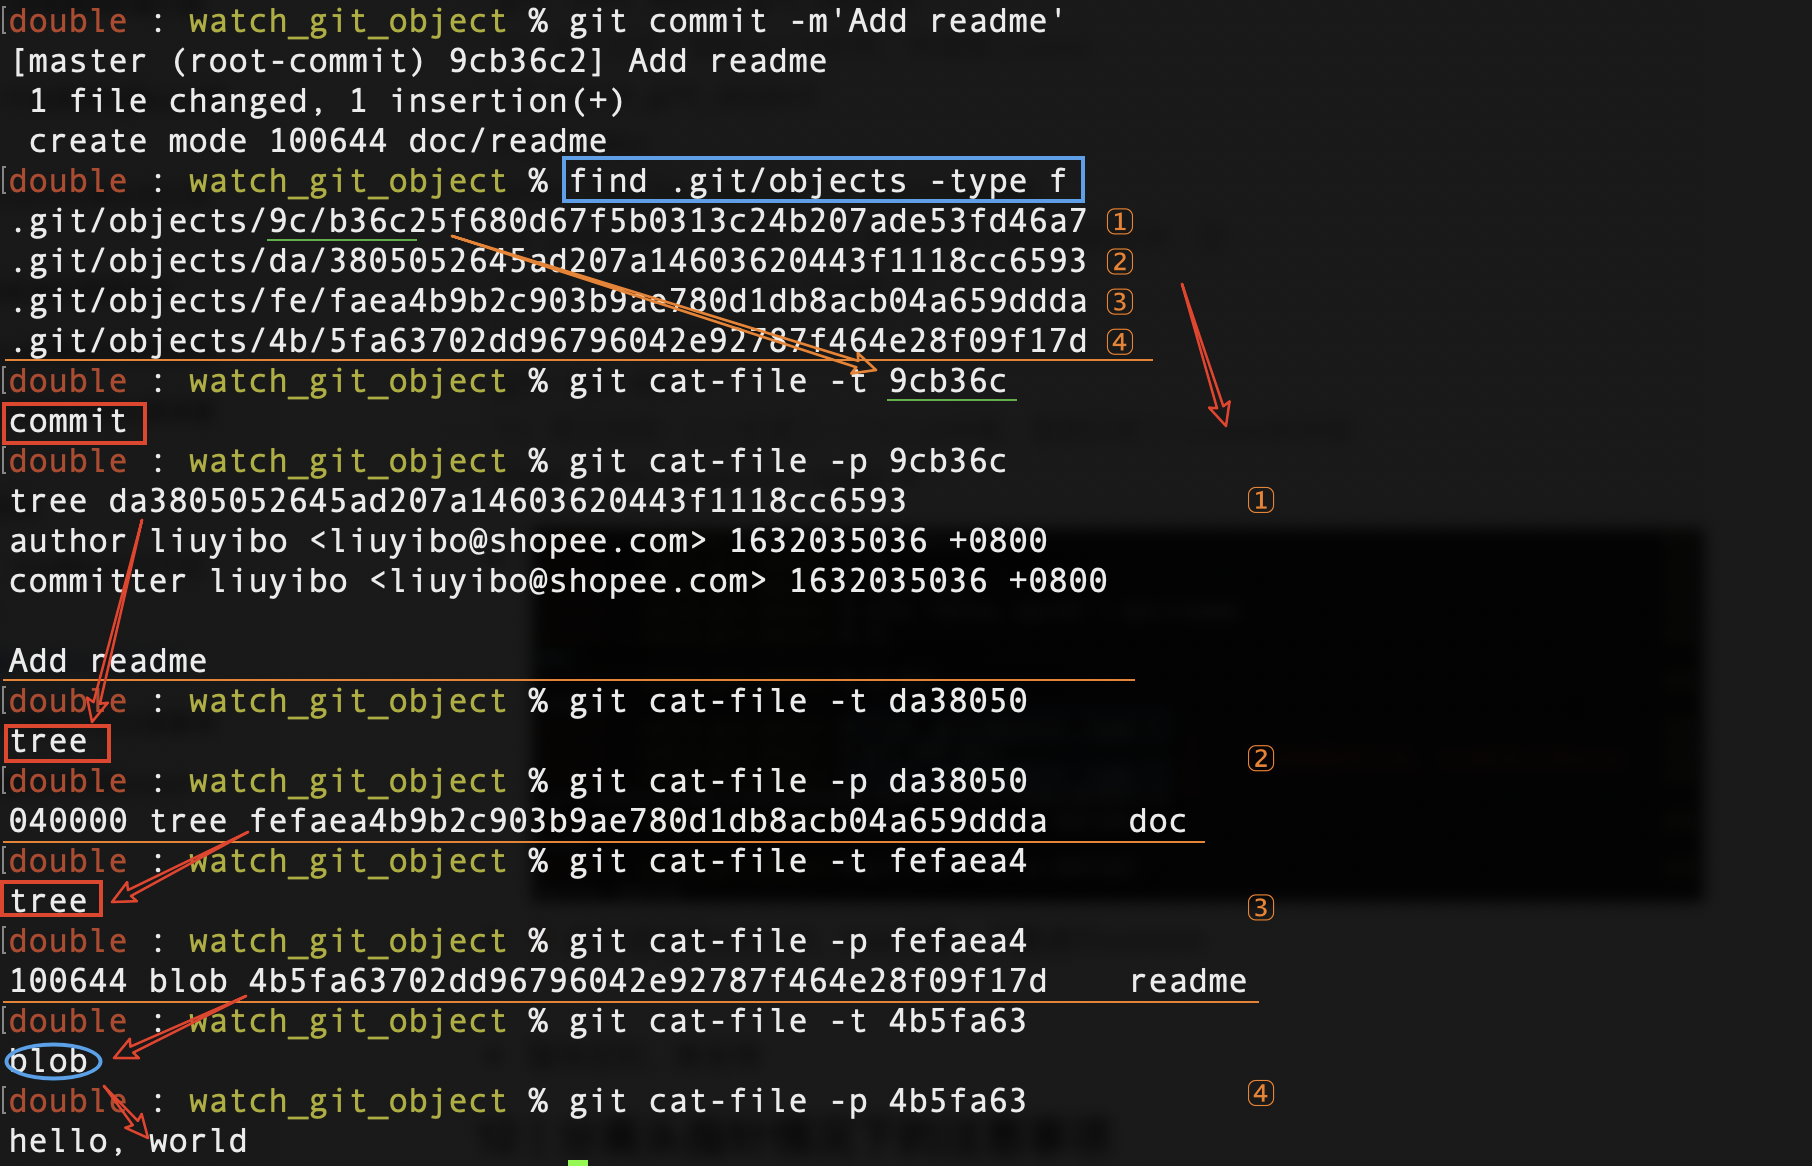 double : watch_git_object % git commit -m'Add readme'
[master (root-commit) 9cb36c2] Add readme
 1 file changed, 1 insertion(+)
 create mode 100644 doc/readme
double : watch_git_object % find .git/objects -type f
.git/objects/9c/b36c25f680d67f5b0313c24b207ade53fd46a7 1
.git/objects/da/3805052645ad207a14603620443f1118cc6593 2
.git/objects/fe/faea4b9b2c903b9ae780d1db8acb04a659ddda 3
.git/objects/4b/5fa63702dd96796042e92787f464e28f09f17d 4
double : watch_git_object % git cat-file -t 9cb36c
commit
double : watch_git_object % git cat-file -p 9cb36c
tree da3805052645ad207a14603620443f1118cc6593 1
author liuyibo <liuyibo@shopee.com> 1632035036 +0800
committer liuyibo <liuyibo@shopee.com> 1632035036 +0800

Add readme
double : watch_git_object % git cat-file -t da38050
tree
2
double : watch_git_object % git cat-file -p da38050
040000 tree fefaea4b9b2c903b9ae780d1db8acb04a659ddda    doc
double : watch_git_object % git cat-file -t fefaea4
tree 3
double : watch_git_object % git cat-file -p fefaea4
100644 blob 4b5fa63702dd96796042e92787f464e28f09f17d    readme
double : watch_git_object % git cat-file -t 4b5fa63
blob
double : watch_git_object % git cat-file -p 4b5fa63 4
hello, world